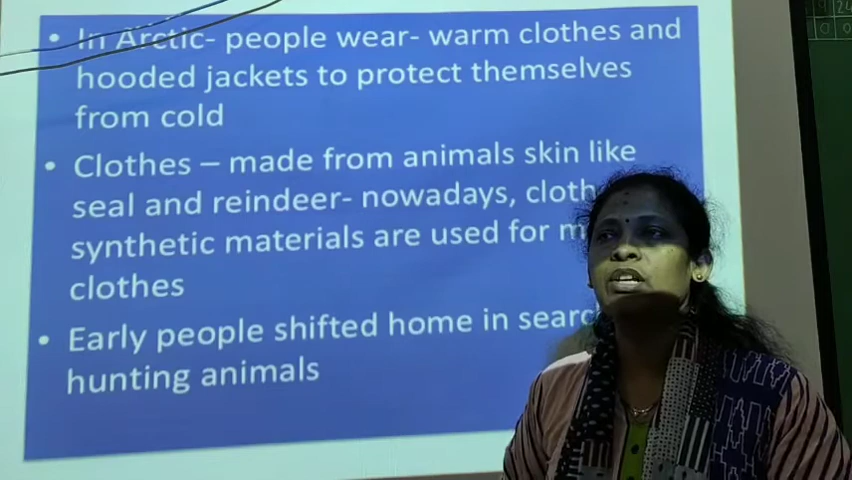 • In Arctic- people wear- warm clothes and
hooded jackets to protect themselves
from cold
• Clothes – made from animals skin like
seal and reindeer- nowadays,
synthetic materials are used for
clothes
• Early people shifted home in
hunting animals
24